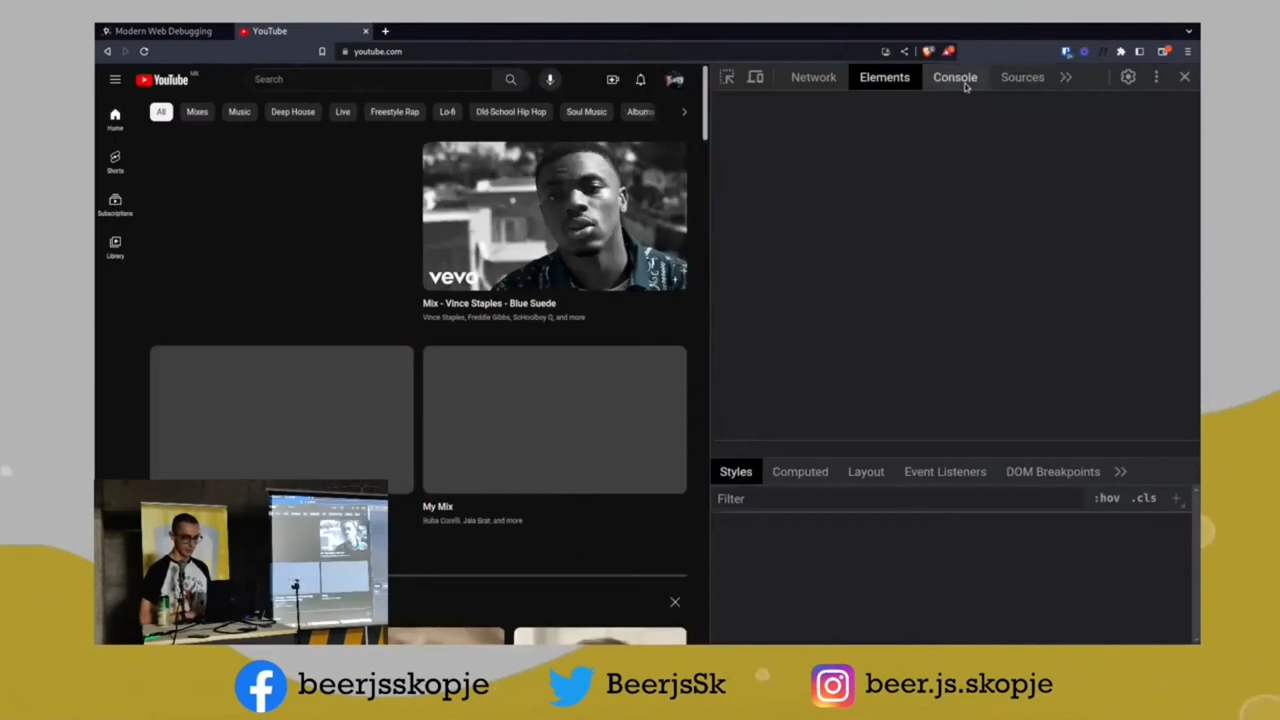 Modern Web Debugging
YouTube
youtube.com
YouTube MK
Search
Network
Elements
Console
Sources
All
Mixes
Music
Deep House
Live
Freestyle Rap
Lo-fi
Old-School Hip Hop
Soul Music
Albums
Home
Shorts
Subscriptions
Library
vevo
Mix - Vince Staples - Blue Suede
Vince Staples, Freddie Gibbs, ScHoolboy Q, and more
My Mix
Buba Corelli, Jala Brat, and more
Styles
Computed
Layout
Event Listeners
DOM Breakpoints
Filter
:hov .cls
beerjsskopje
BeerjsSk
beer.js.skopje